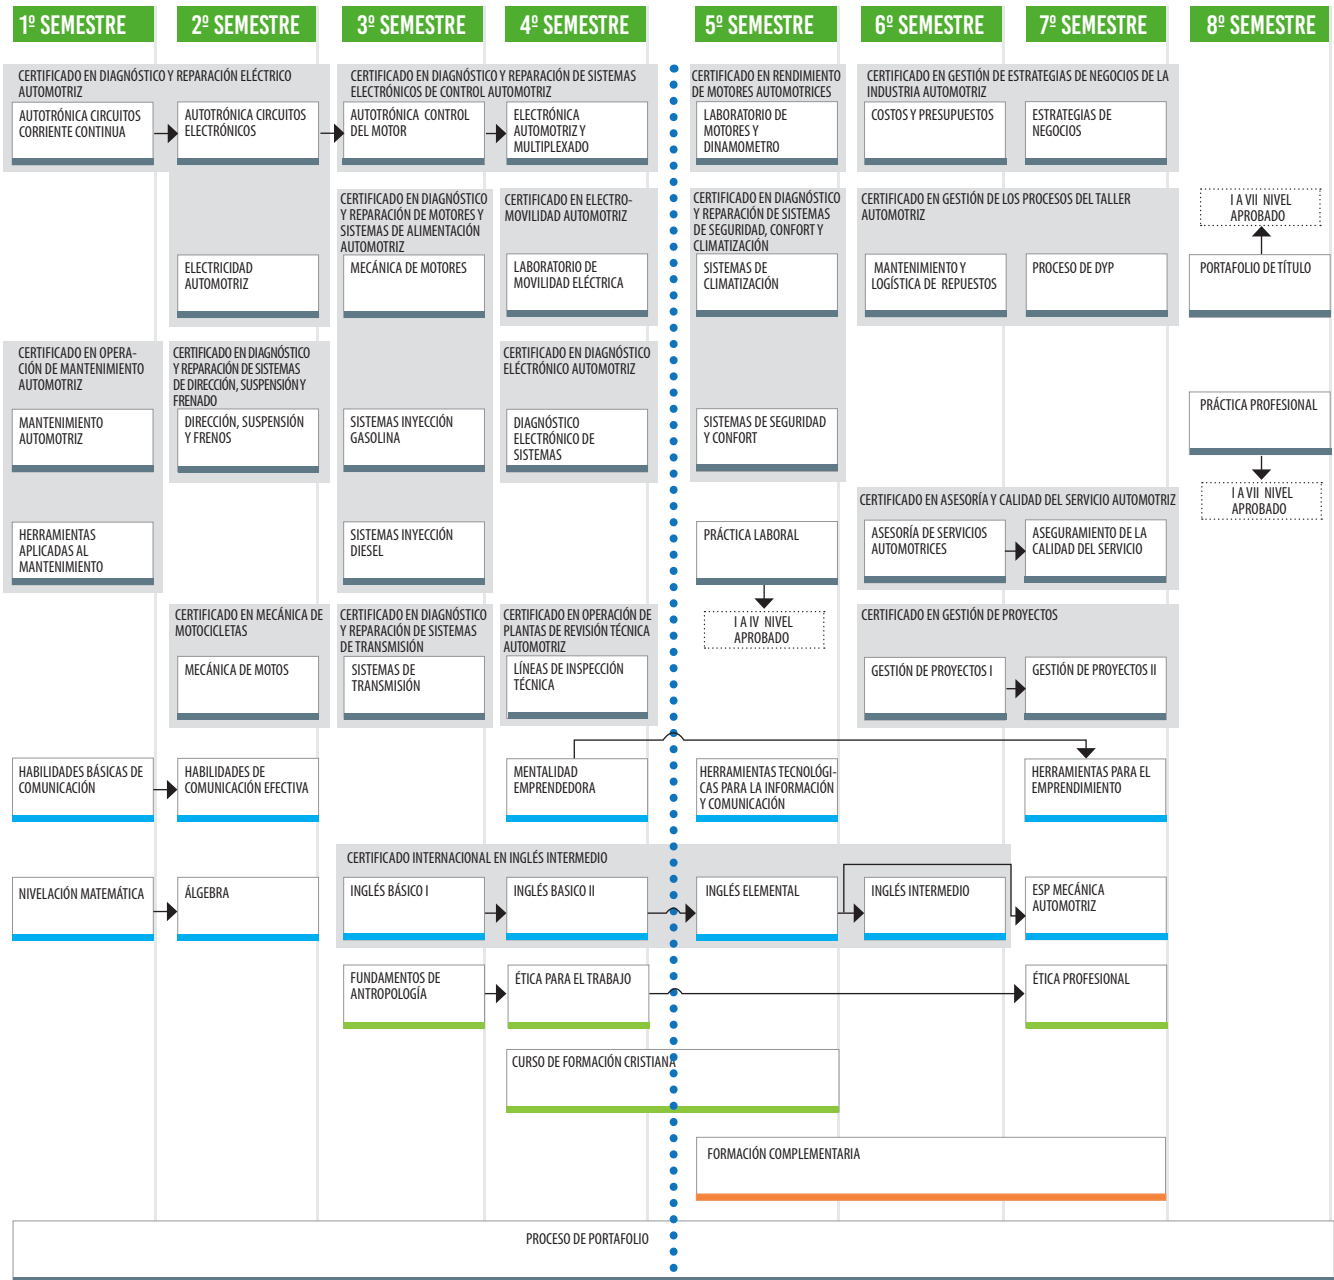 1º SEMESTRE
2º SEMESTRE
3º SEMESTRE
4º SEMESTRE
5º SEMESTRE
6º SEMESTRE
7º SEMESTRE
8º SEMESTRE
CERTIFICADO EN DIAGNÓSTICO Y REPARACIÓN ELÉCTRICO
AUTOMOTRIZ
CERTIFICADO EN DIAGNÓSTICO Y REPARACIÓN DE SISTEMAS
ELECTRÓNICOS DE CONTROL AUTOMOTRIZ
CERTIFICADO EN RENDIMIENTO
DE MOTORES AUTOMOTRICES
CERTIFICADO EN GESTIÓN DE ESTRATEGIAS DE NEGOCIOS DE LA
INDUSTRIA AUTOMOTRIZ
AUTOTRÓNICA CIRCUITOS
CORRIENTE CONTINUA
AUTOTRÓNICA CIRCUITOS
ELECTRÓNICOS
AUTOTRÓNICA CONTROL
DEL MOTOR
ELECTRÓNICA
AUTOMOTRIZ Y
MULTIPLEXADO
LABORATORIO DE
MOTORES Y
DINAMOMETRO
COSTOS Y PRESUPUESTOS
ESTRATEGIAS DE
NEGOCIOS
CERTIFICADO EN DIAGNÓSTICO
Y REPARACIÓN DE MOTORES Y
SISTEMAS DE ALIMENTACIÓN
AUTOMOTRIZ
CERTIFICADO EN ELECTRO-
MOVILIDAD AUTOMOTRIZ
CERTIFICADO EN DIAGNÓSTICO
Y REPARACIÓN DE SISTEMAS
DE SEGURIDAD, CONFORT Y
CLIMATIZACIÓN
CERTIFICADO EN GESTIÓN DE LOS PROCESOS DEL TALLER
AUTOMOTRIZ
I A VII NIVEL
APROBADO
ELECTRICIDAD
AUTOMOTRIZ
MECÁNICA DE MOTORES
LABORATORIO DE
MOVILIDAD ELÉCTRICA
SISTEMAS DE
CLIMATIZACIÓN
MANTENIMIENTO Y
LOGÍSTICA DE REPUESTOS
PROCESO DE DYP
PORTAFOLIO DE TÍTULO
CERTIFICADO EN OPERA-
CIÓN DE MANTENIMIENTO
AUTOMOTRIZ
CERTIFICADO EN DIAGNÓSTICO
Y REPARACIÓN DE SISTEMAS
DE DIRECCIÓN, SUSPENSIÓN Y
FRENADO
CERTIFICADO EN DIAGNÓSTICO
ELÉCTRÓNICO AUTOMOTRIZ
MANTENIMIENTO
AUTOMOTRIZ
DIRECCIÓN, SUSPENSIÓN
Y FRENOS
SISTEMAS INYECCIÓN
GASOLINA
DIAGNÓSTICO
ELECTRÓNICO DE
SISTEMAS
SISTEMAS DE SEGURIDAD
Y CONFORT
PRÁCTICA PROFESIONAL
I A VII NIVEL
APROBADO
CERTIFICADO EN ASESORÍA Y CALIDAD DEL SERVICIO AUTOMOTRIZ
HERRAMIENTAS
APLICADAS AL
MANTENIMIENTO
SISTEMAS INYECCIÓN
DIESEL
PRÁCTICA LABORAL
ASESORÍA DE SERVICIOS
AUTOMOTRICES
ASEGURAMIENTO DE LA
CALIDAD DEL SERVICIO
I A IV NIVEL
APROBADO
CERTIFICADO EN MECÁNICA DE
MOTOCICLETAS
CERTIFICADO EN DIAGNÓSTICO
Y REPARACIÓN DE SISTEMAS
DE TRANSMISIÓN
CERTIFICADO EN OPERACIÓN DE
PLANTAS DE REVISIÓN TÉCNICA
AUTOMOTRIZ
CERTIFICADO EN GESTIÓN DE PROYECTOS
MECÁNICA DE MOTOS
SISTEMAS DE
TRANSMISIÓN
LÍNEAS DE INSPECCIÓN
TÉCNICA
GESTIÓN DE PROYECTOS I
GESTIÓN DE PROYECTOS II
HABILIDADES BÁSICAS DE
COMUNICACIÓN
HABILIDADES DE
COMUNICACIÓN EFECTIVA
MENTALIDAD
EMPRENDEDORA
HERRAMIENTAS TECNOLÓGI-
CAS PARA LA INFORMACIÓN
Y COMUNICACIÓN
HERRAMIENTAS PARA EL
EMPRENDIMIENTO
CERTIFICADO INTERNACIONAL EN INGLÉS INTERMEDIO
NIVELACIÓN MATEMÁTICA
ÁLGEBRA
INGLÉS BÁSICO I
INGLÉS BASICO II
INGLÉS ELEMENTAL
INGLÉS INTERMEDIO
ESP MECÁNICA
AUTOMOTRIZ
FUNDAMENTOS DE
ANTROPOLOGÍA
ÉTICA PARA EL TRABAJO
ÉTICA PROFESIONAL
CURSO DE FORMACIÓN CRISTIANA
FORMACIÓN COMPLEMENTARIA
PROCESO DE PORTAFOLIO